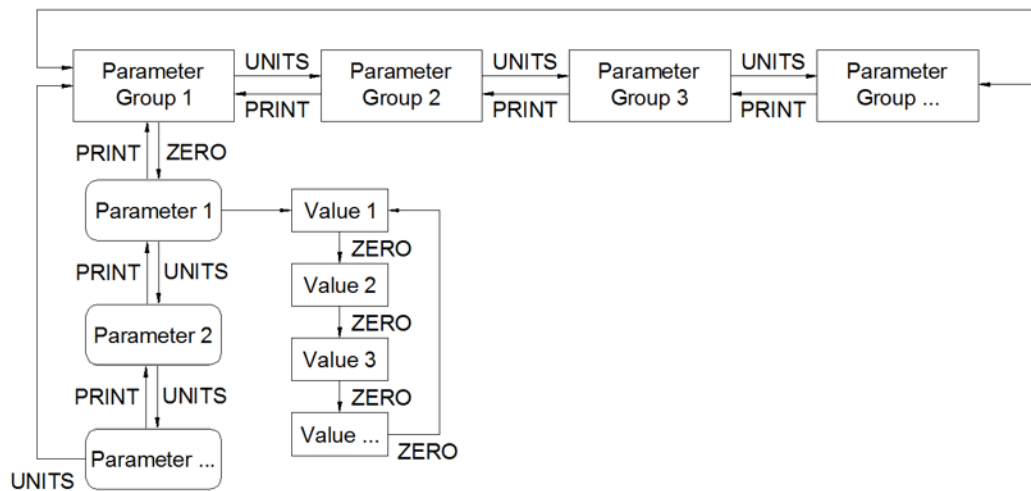 Parameter
Group 1
UNITS
PRINT
Parameter
Group 2
UNITS
PRINT
Parameter
Group 3
UNITS
PRINT
Parameter
Group ...
PRINT
ZERO
Parameter 1
Value 1
ZERO
PRINT
UNITS
Value 2
ZERO
Parameter 2
Value 3
PRINT
UNITS
ZERO
Parameter ...
Value ...
ZERO
UNITS